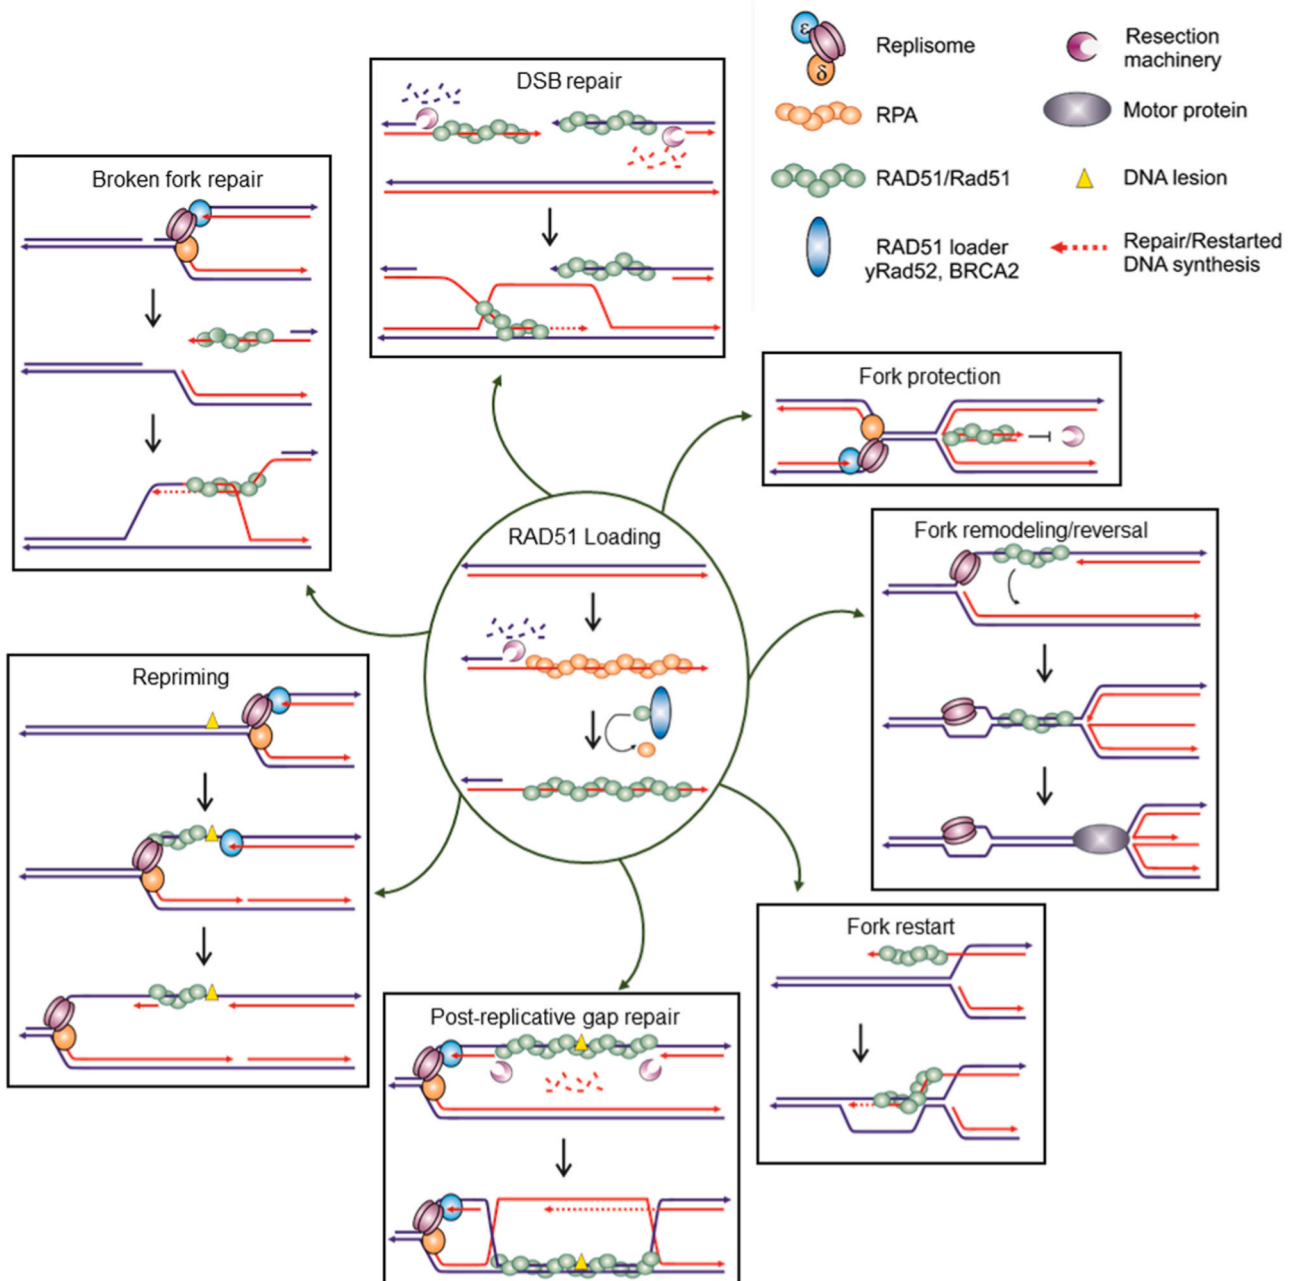 ε
δ
Replisome
Resection
machinery
RPA
Motor protein
RAD51/Rad51
DNA lesion
RAD51 loader
yRad52, BRCA2
Repair/Restarted
DNA synthesis
DSB repair
Broken fork repair
Fork protection
RAD51 Loading
Fork remodeling/reversal
Repriming
Fork restart
Post-replicative gap repair